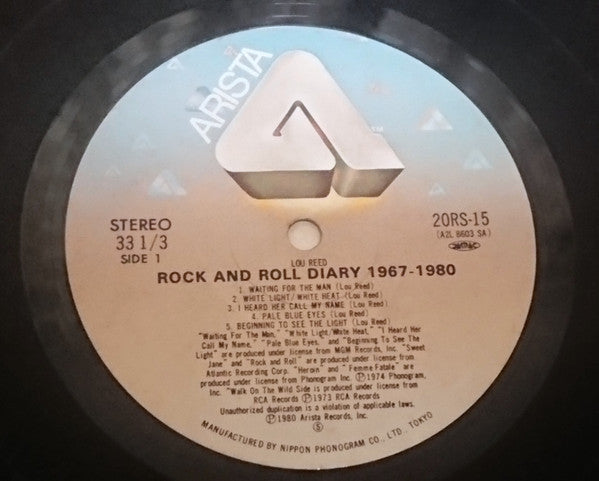 ARISTA
TM
STEREO
33 1/3
SIDE 1
20RS-15
(A2L 8603 SA)
LOU REED
ROCK AND ROLL DIARY 1967-1980
1. WAITING FOR THE MAN (Lou Reed)
2. WHITE LIGHT/WHITE HEAT (Lou Reed)
3. I HEARD HER CALL MY NAME (Lou Reed)
4. PALE BLUE EYES (Lou Reed)
5. BEGINNING TO SEE THE LIGHT (Lou Reed)
"Waiting For The Man," "White Light/White Heat," "I Heard Her
Call My Name," "Pale Blue Eyes, and "Beginning To See The
Light" are produced under license from MGM Records, Inc. "Sweet
Jane" and "Rock and Roll" are produced under license from
Atlantic Recording Corp. "Heroin" and "Femme Fatale" are
produced under license from Phonogram Inc. Ⓟ1974 Phonogram,
Inc. "Walk On The Wild Side is produced under license from
RCA Records Ⓟ1973 RCA Records
Unauthorized duplication is a violation of applicable laws.
Ⓟ1980 Arista Records, Inc.
Ⓢ
MANUFACTURED BY NIPPON PHONOGRAM CO., LTD., TOKYO